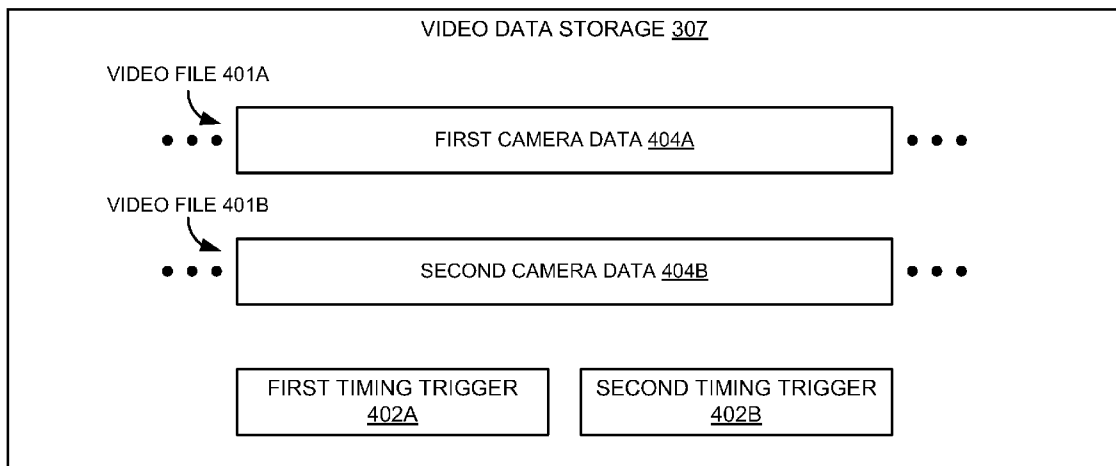 VIDEO DATA STORAGE 307
VIDEO FILE 401A
FIRST CAMERA DATA 404A
VIDEO FILE 401B
SECOND CAMERA DATA 404B
FIRST TIMING TRIGGER
402A
SECOND TIMING TRIGGER
402B